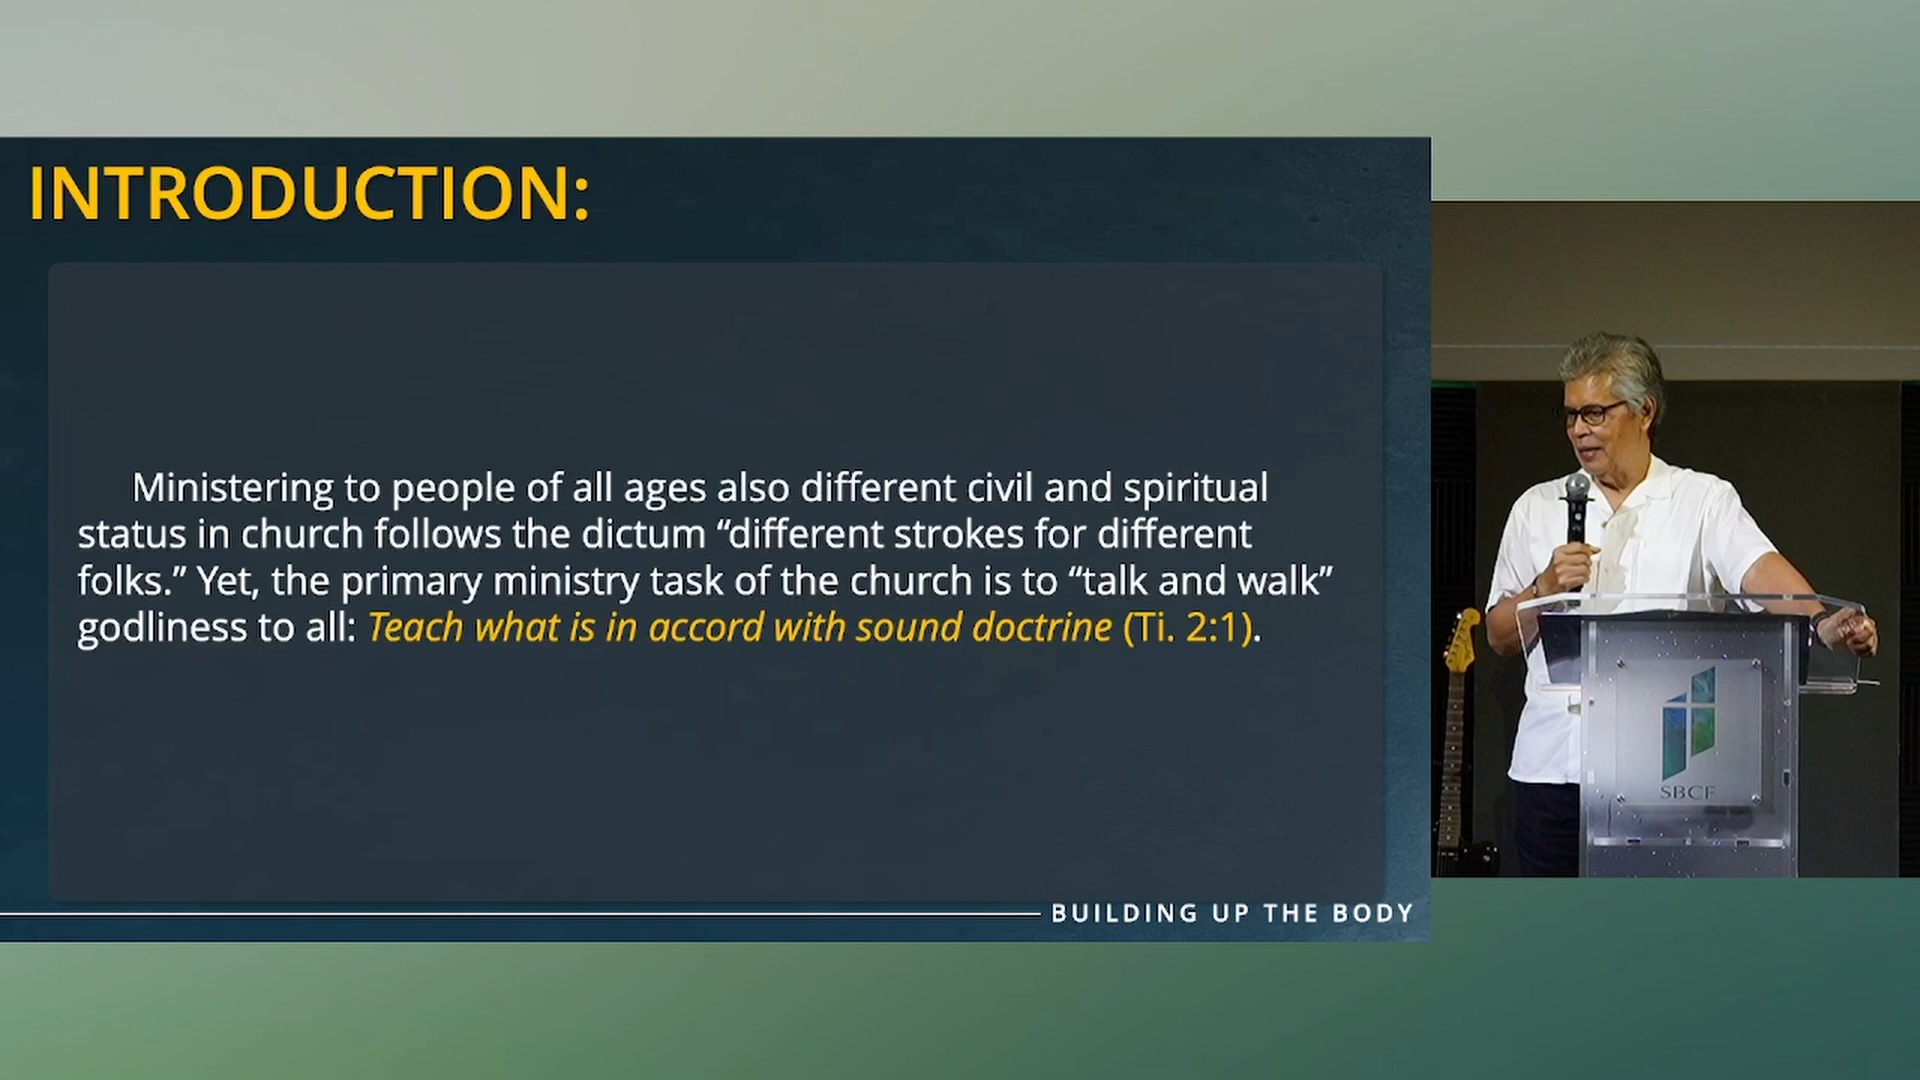 INTRODUCTION:
Ministering to people of all ages also different civil and spiritual
status in church follows the dictum “different strokes for different
folks.” Yet, the primary ministry task of the church is to “talk and walk”
godliness to all: Teach what is in accord with sound doctrine (Ti. 2:1).
BUILDING UP THE BODY
SBCF